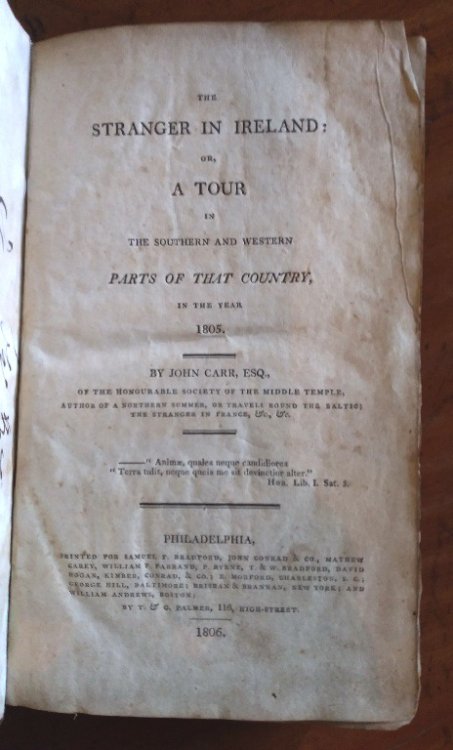 THE
STRANGER IN IRELAND:
OR,
A TOUR
IN
THE SOUTHERN AND WESTERN
PARTS OF THAT COUNTRY,
IN THE YEAR
1805.
BY JOHN CARR, ESQ.,
OF THE HONOURABLE SOCIETY OF THE MIDDLE TEMPLE,
AUTHOR OF A NORTHERN SUMMER, OR TRAVELS ROUND THE BALTIC;
THE STRANGER IN FRANCE, &c., &c.
——“ Animæ, quales neque candidiores
“ Terra tulit, neque queis me sit devinctior alter.”
HOR. LIB. I. SAT. 5.
PHILADELPHIA,
PRINTED FOR SAMUEL F. BRADFORD, JOHN CONRAD & CO., MATHEW
CAREY, WILLIAM P. FARRAND, P. BYRNE, T & W. BRADFORD, DAVID
HOGAN, KIMBER, CONRAD, & CO.; E. MORFORD, CHARLESTON, S. C.;
GEORGE HILL, BALTIMORE; BRISBAN & BRANNAN, NEW YORK; AND
WILLIAM ANDREWS, BOSTON:
BY T. & G. PALMER, 116, HIGH-STREET.
1806.